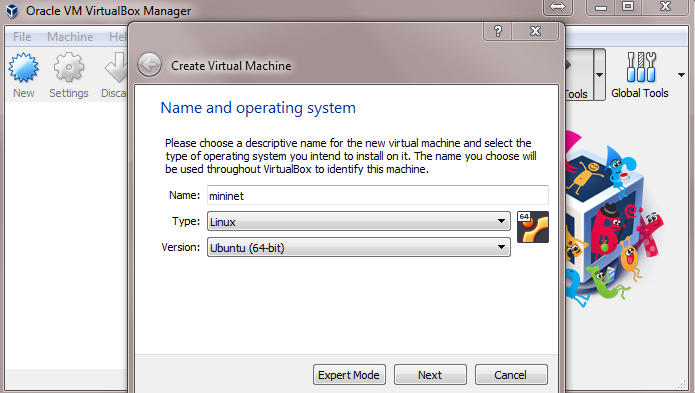 Oracle VM VirtualBox Manager
File Machine Hel
New Settings Disca
ools Global Tools
?
Create Virtual Machine
Name and operating system
Please choose a descriptive name for the new virtual machine and select the
type of operating system you intend to install on it. The name you choose will
be used throughout VirtualBox to identify this machine.
Name: mininet
Type: Linux
64
Version: Ubuntu (64-bit)
Expert Mode Next Cancel